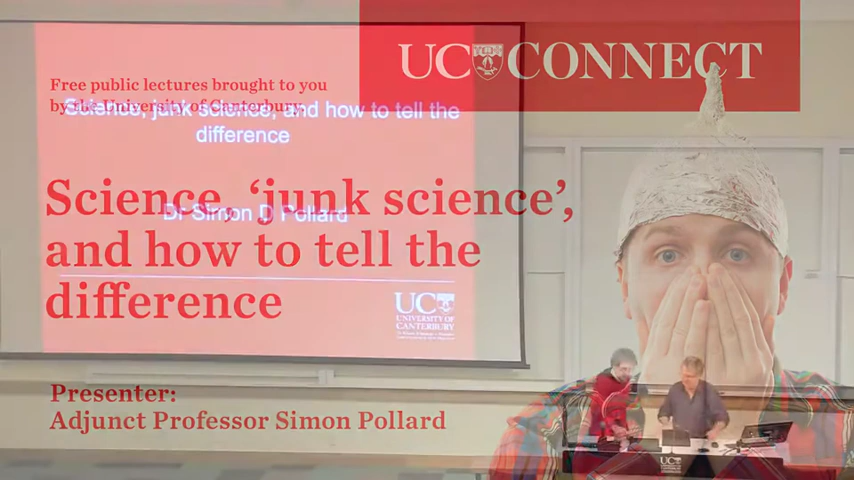 UC CONNECT
Free public lectures brought to you
by the University of Canterbury.
Science, junk science, and how to tell the
difference
Dr Simon D Pollard
Science, ‘junk science’,
and how to tell the
difference
UC
UNIVERSITY OF
CANTERBURY
Presenter:
Adjunct Professor Simon Pollard
UC